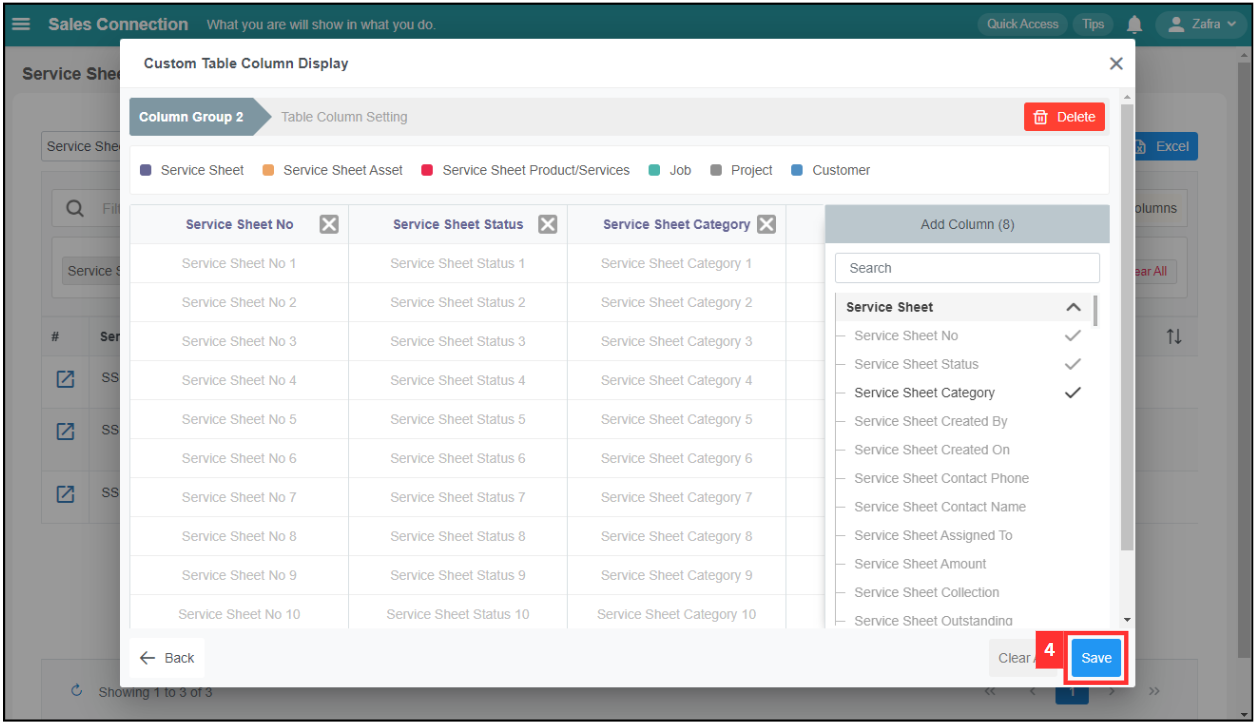 Sales Connection What you are will show in what you do. Quick Access Tips Zafra
Service Shee
Custom Table Column Display
Column Group 2 Table Column Setting Delete
Service She Excel
Service Sheet Service Sheet Asset Service Sheet Product/Services Job Project Customer
Filt olumns
Service Sheet No Service Sheet Status Service Sheet Category Add Column (8)
Service Sheet No 1 Service Sheet Status 1 Service Sheet Category 1 Search
Service S ear All
Service Sheet No 2 Service Sheet Status 2 Service Sheet Category 2 Service Sheet
# Ser
Service Sheet No 3 Service Sheet Status 3 Service Sheet Category 3 Service Sheet No
Service Sheet Status
SS
Service Sheet No 4 Service Sheet Status 4 Service Sheet Category 4 Service Sheet Category
Service Sheet No 5 Service Sheet Status 5 Service Sheet Category 5 Service Sheet Created By
SS
Service Sheet Created On
Service Sheet No 6 Service Sheet Status 6 Service Sheet Category 6 Service Sheet Contact Phone
SS
Service Sheet No 7 Service Sheet Status 7 Service Sheet Category 7 Service Sheet Contact Name
Service Sheet No 8 Service Sheet Status 8 Service Sheet Category 8 Service Sheet Assigned To
Service Sheet Amount
Service Sheet No 9 Service Sheet Status 9 Service Sheet Category 9 Service Sheet Collection
Service Sheet No 10 Service Sheet Status 10 Service Sheet Category 10 Service Sheet Outstanding
Back Clear 4 Save
Showing 1 to 3 of 3 << < 1 > >>